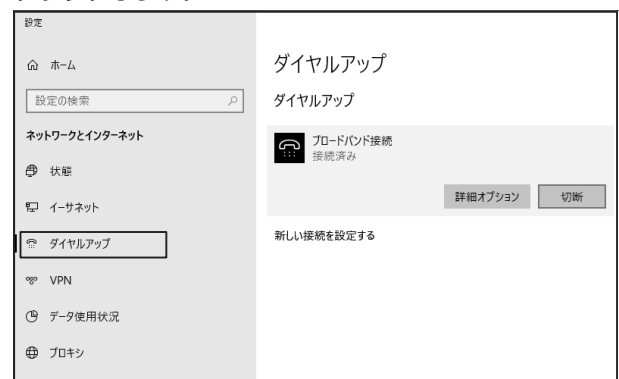 設定
ホーム
設定の検索
ネットワークとインターネット
状態
イーサネット
ダイヤルアップ
VPN
データ使用状況
プロキシ
ダイヤルアップ
ダイヤルアップ
ブロードバンド接続
接続済み
詳細オプション 切断
新しい接続を設定する